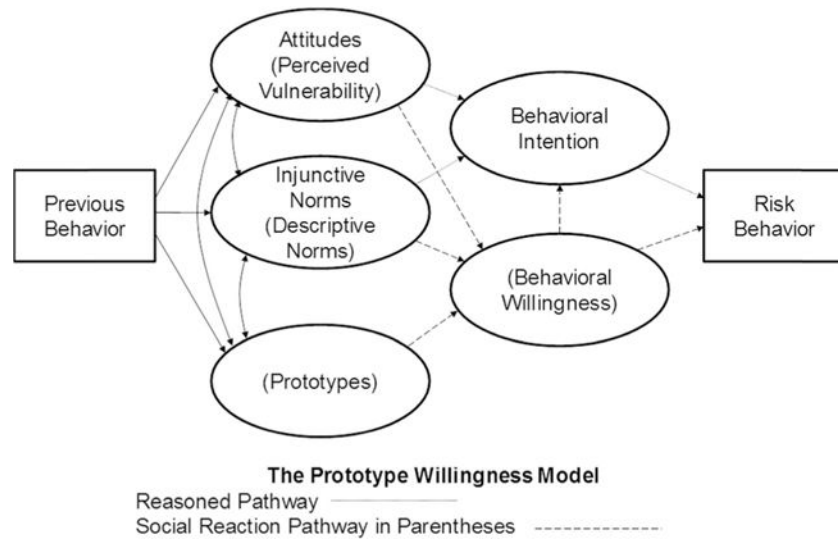 Attitudes
(Perceived
Vulnerability)
Behavioral
Intention
Previous
Behavior
Injunctive
Norms
(Descriptive
Norms)
Risk
Behavior
(Behavioral
Willingness)
(Prototypes)
The Prototype Willingness Model
Reasoned Pathway
Social Reaction Pathway in Parentheses